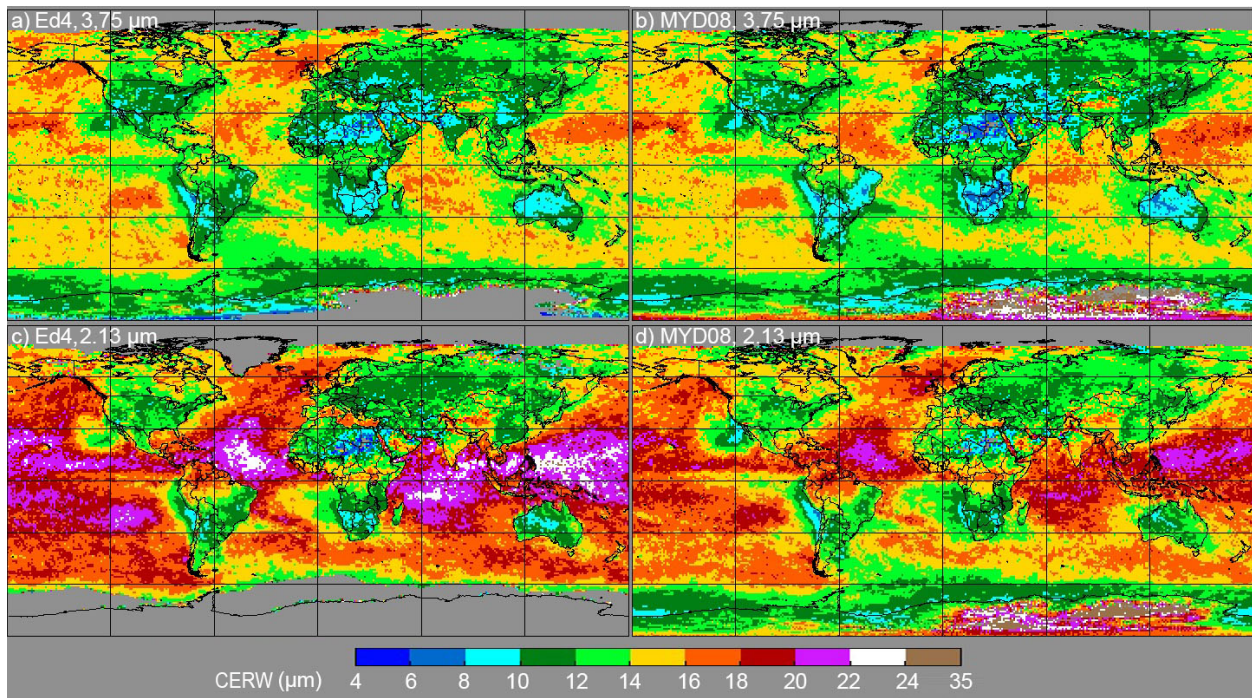 a) Ed4, 3.75 µm
b) MYD08, 3.75 µm
c) Ed4,2.13 µm
d) MYD08, 2.13 µm
CERW (µm)
4 6 8 10 12 14 16 18 20 22 24 35